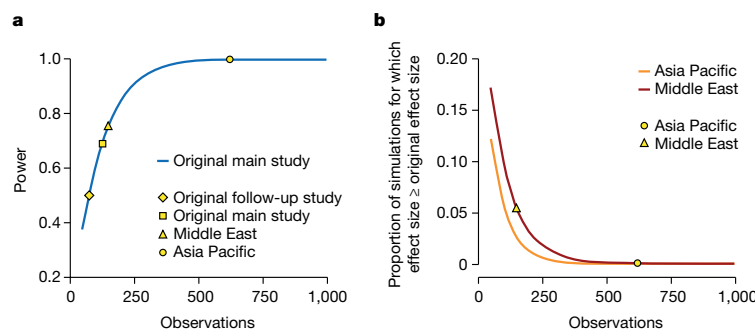 a
1.0
0.8
0.6
0.4
0.2
Power
0
250
500
750
1,000
Observations
Original main study
Original follow-up study
Original main study
Middle East
Asia Pacific
b
0.20
0.15
0.10
0.05
0
Proportion of simulations for which
effect size ≥ original effect size
0
250
500
750
1,000
Observations
Asia Pacific
Middle East
Asia Pacific
Middle East